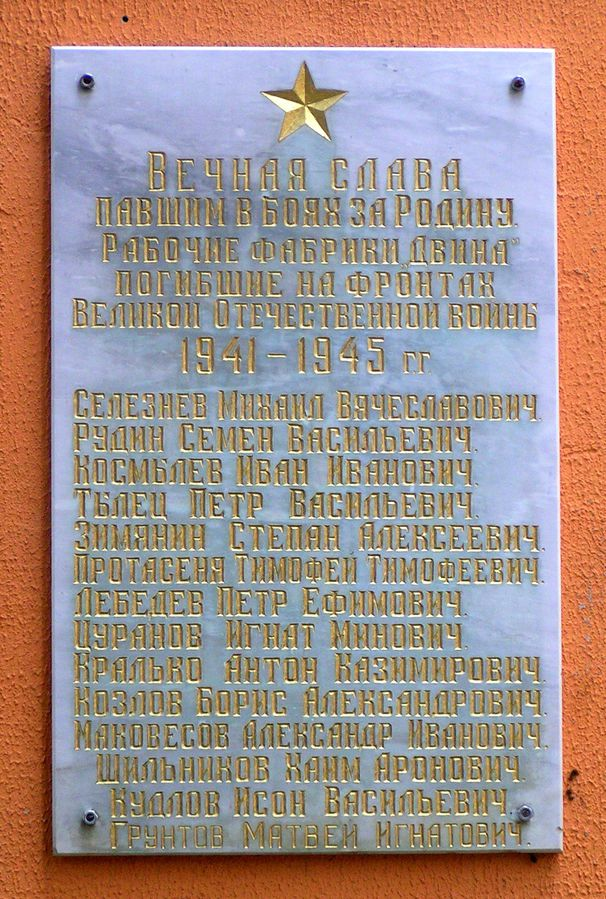 Вечная слава
павшим в боях за Родину.
Рабочие фабрики „Двина“
погибшие на фронтах
Великой Отечественной войны
1941 – 1945 гг
Селезнев Михаил Вячеславович.
Рудин Семен Васильевич.
Космылев Иван Иванович.
Тылец Петр Васильевич.
Зимянин Степан Алексеевич.
Протасеня Тимофей Тимофеевич.
Лебедев Петр Ефимович.
Цуранов Игнат Минович.
Кралько Антон Казимирович.
Козлов Борис Александрович.
Маковесов Александр Иванович.
Шильников Хаим Аронович.
Кудлов Исон Васильевич.
Грунтов Матвей Игнатович.